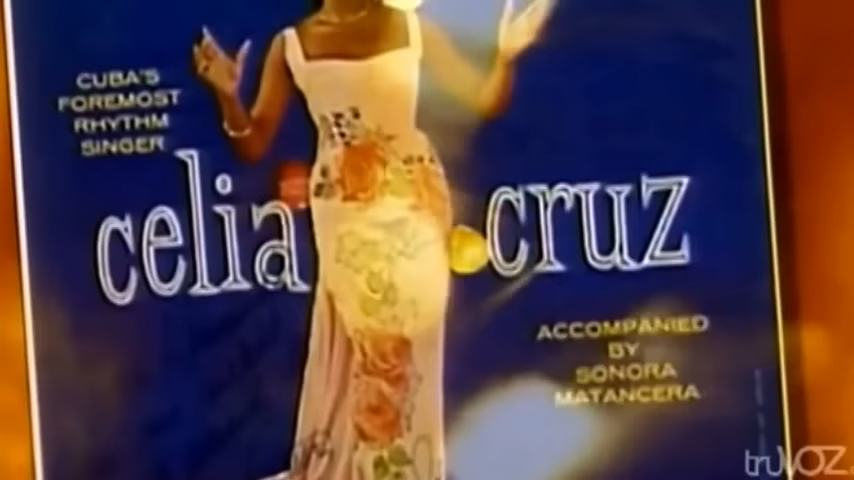 CUBA'S
FOREMOST
RHYTHM
SINGER
celia cruz
ACCOMPANIED
BY
SONORA
MATANCERA
truVOZ